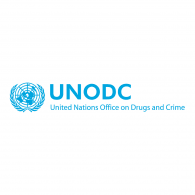 UNODC
United Nations Office on Drugs and Crime